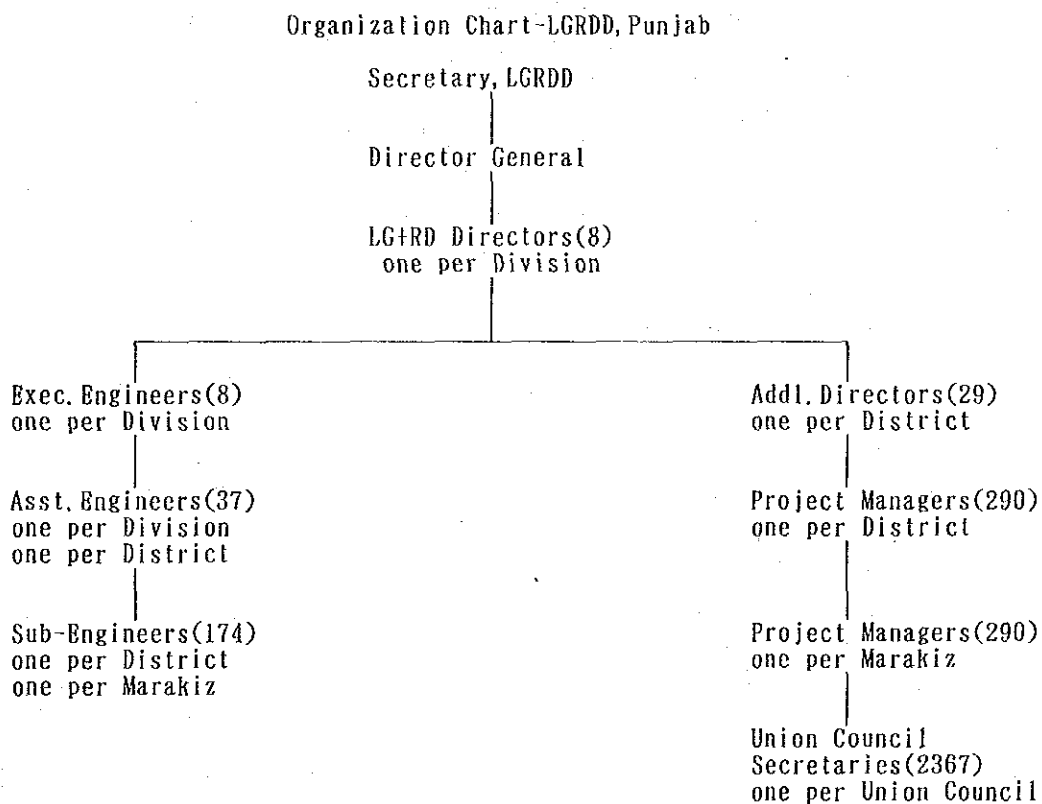 Organization Chart-LGRDD, Punjab
Secretary, LGRDD
Director General
LG+RD Directors(8)
one per Division
Exec. Engineers(8)
one per Division
Asst. Engineers(37)
one per Division
one per District
Sub-Engineers(174)
one per District
one per Marakiz
Addl. Directors(29)
one per District
Project Managers(290)
one per District
Project Managers(290)
one per Marakiz
Union Council
Secretaries(2367)
one per Union Council